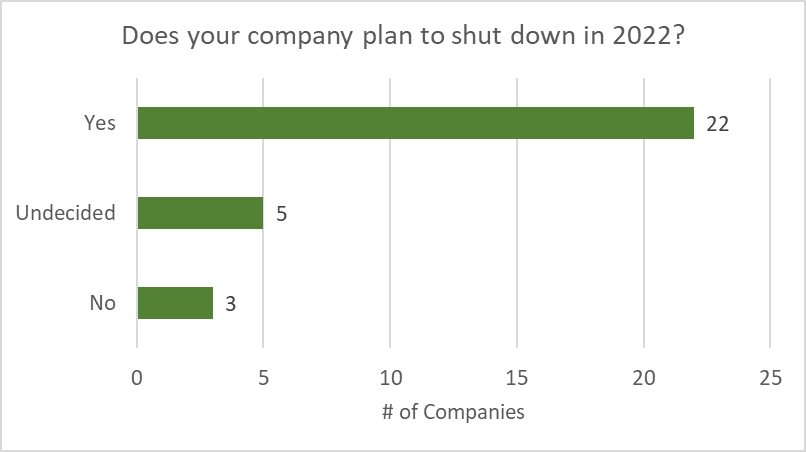 Does your company plan to shut down in 2022?
Yes
22
Undecided
5
No
3
0 5 10 15 20 25
# of Companies